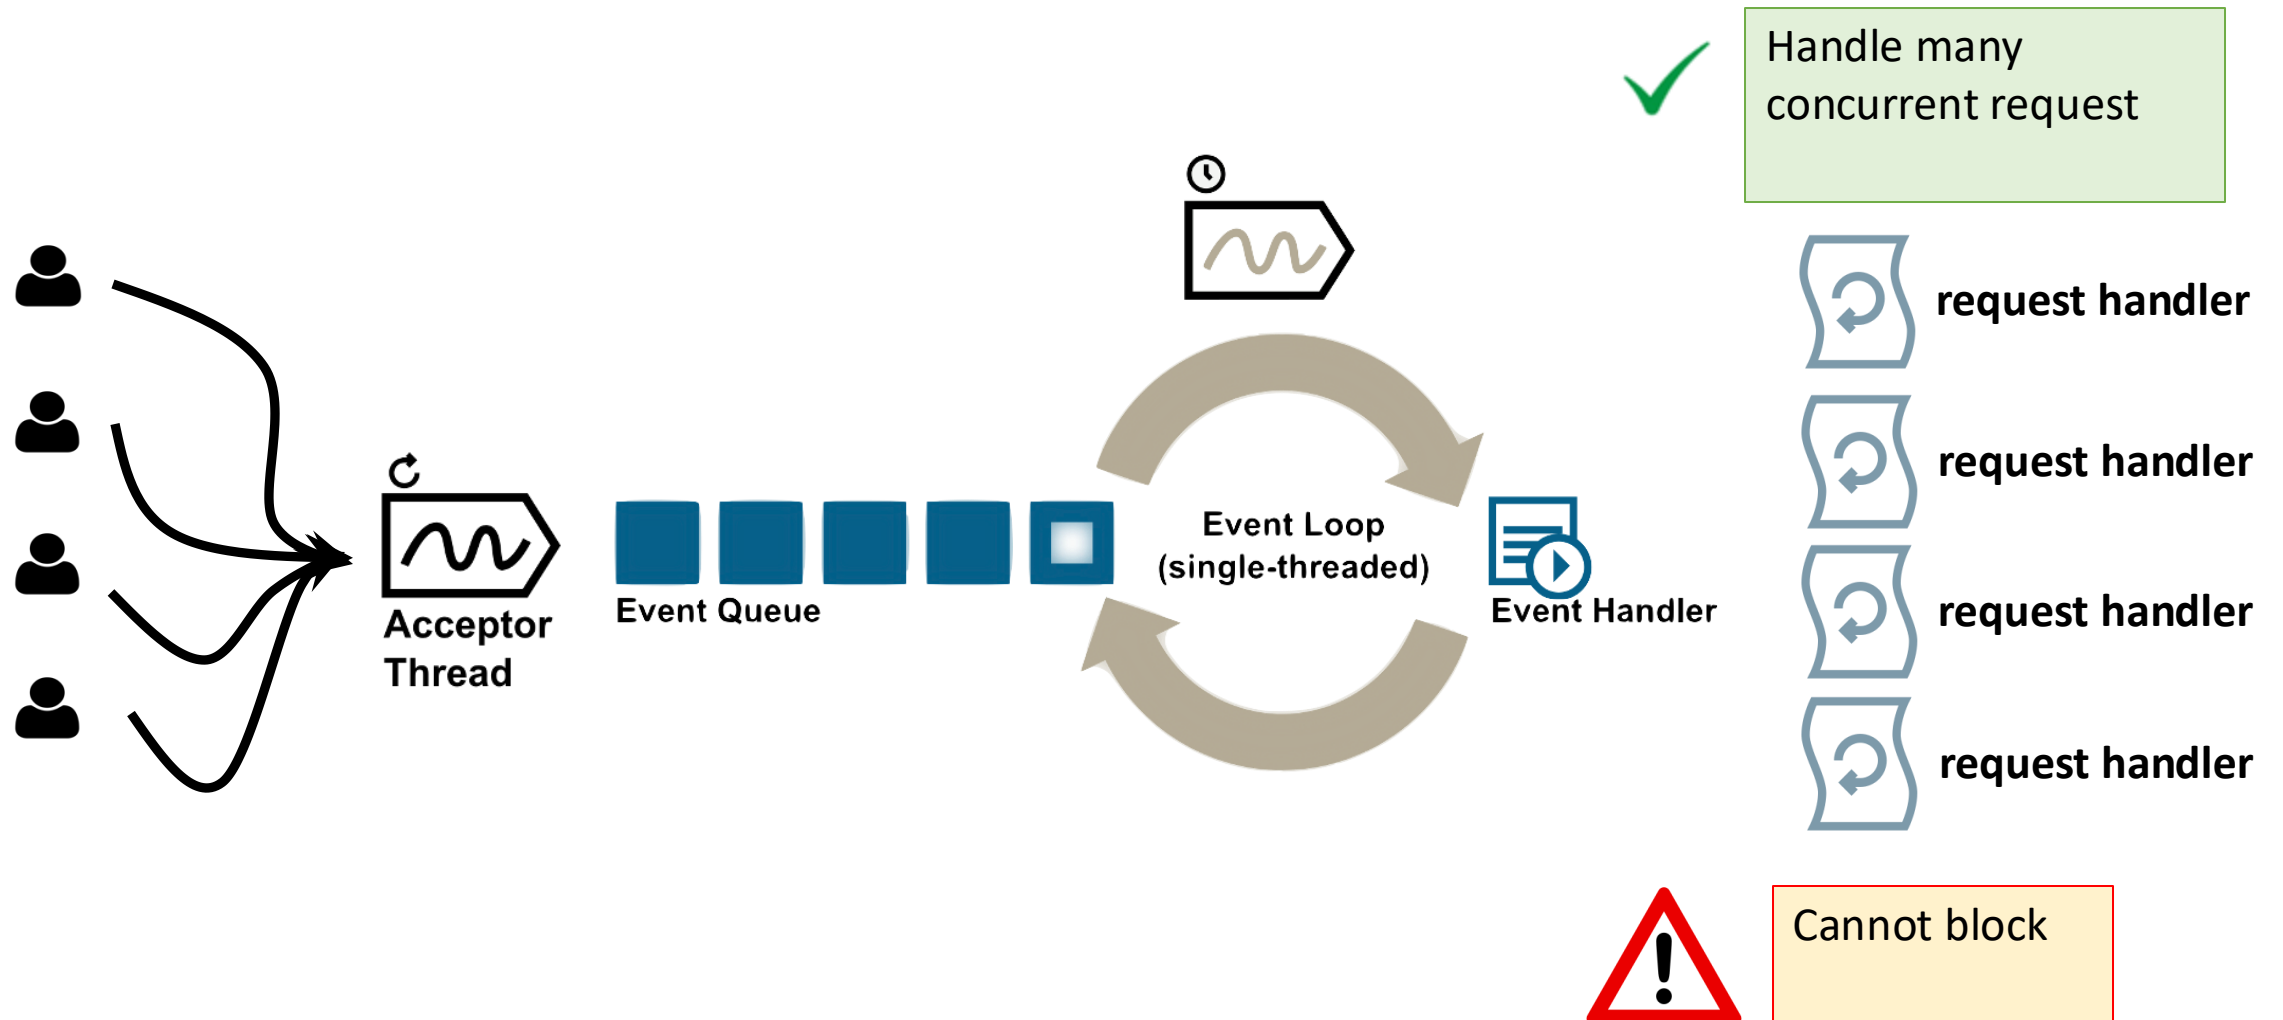 Handle many
concurrent request
request handler
request handler
Event Loop
(single-threaded)
Acceptor
Thread
Event Queue
Event Handler
request handler
request handler
Cannot block